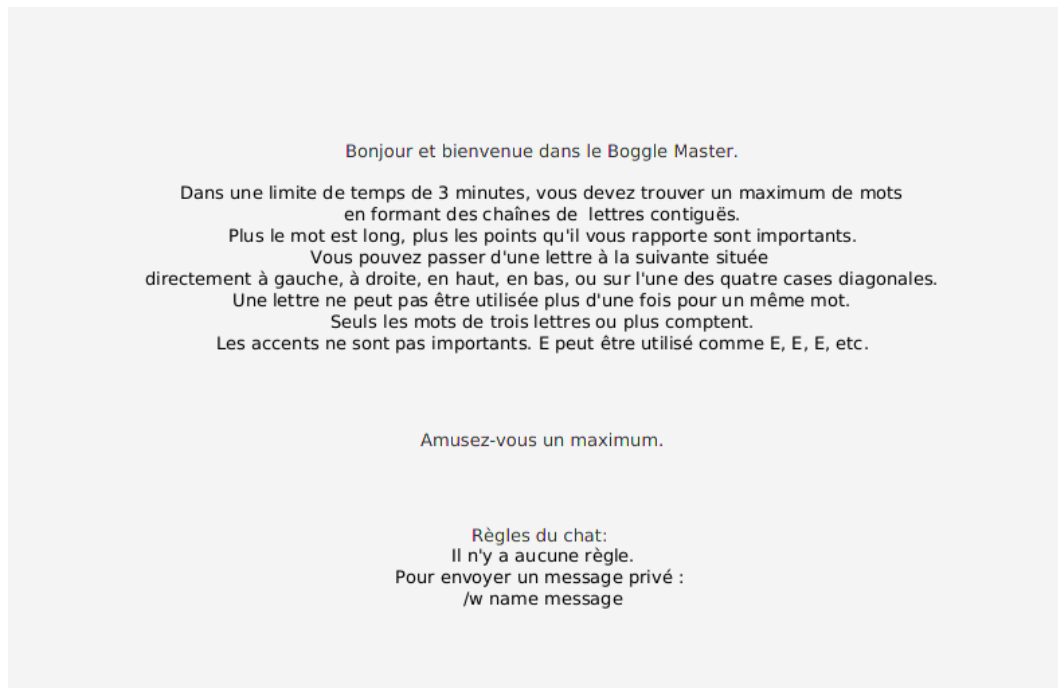 Bonjour et bienvenue dans le Boggle Master.
Dans une limite de temps de 3 minutes, vous devez trouver un maximum de mots
en formant des chaînes de  lettres contiguës.
Plus le mot est long, plus les points qu'il vous rapporte sont importants.
Vous pouvez passer d'une lettre à la suivante située
directement à gauche, à droite, en haut, en bas, ou sur l'une des quatre cases diagonales.
Une lettre ne peut pas être utilisée plus d'une fois pour un même mot.
Seuls les mots de trois lettres ou plus comptent.
Les accents ne sont pas importants. E peut être utilisé comme E, E, E, etc.
Amusez-vous un maximum.
Règles du chat:
Il n'y a aucune règle.
Pour envoyer un message privé :
/w name message